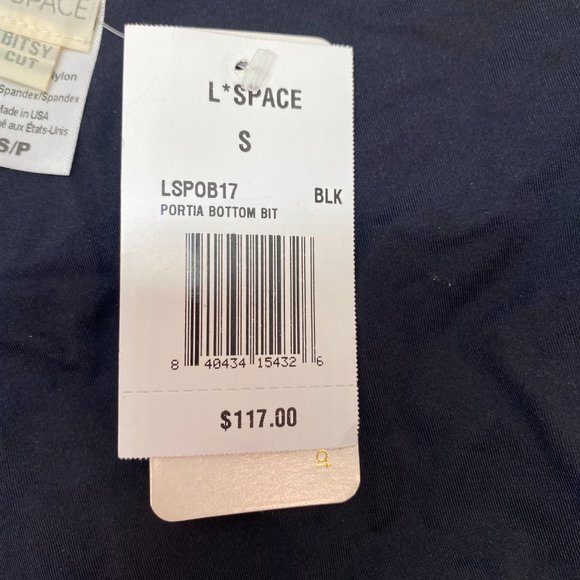 SPACE
BITSY
CUT
Nylon
Spandex/Spandex
Made in USA
aux États-Unis
S/P
L*SPACE
S
LSPOB17 BLK
PORTIA BOTTOM BIT
8 40434 15432 6
$117.00